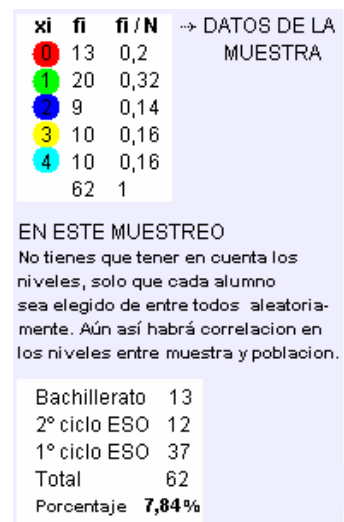 xi fi fi/N --> DATOS DE LA
0 13 0,2 MUESTRA
1 20 0,32
2 9 0,14
3 10 0,16
4 10 0,16
62 1
EN ESTE MUESTREO
No tienes que tener en cuenta los
niveles, solo que cada alumno
sea elegido de entre todos aleatoria-
mente. Aún así habrá correlacion en
los niveles entre muestra y poblacion.
Bachillerato 13
2º ciclo ESO 12
1º ciclo ESO 37
Total 62
Porcentaje 7,84%